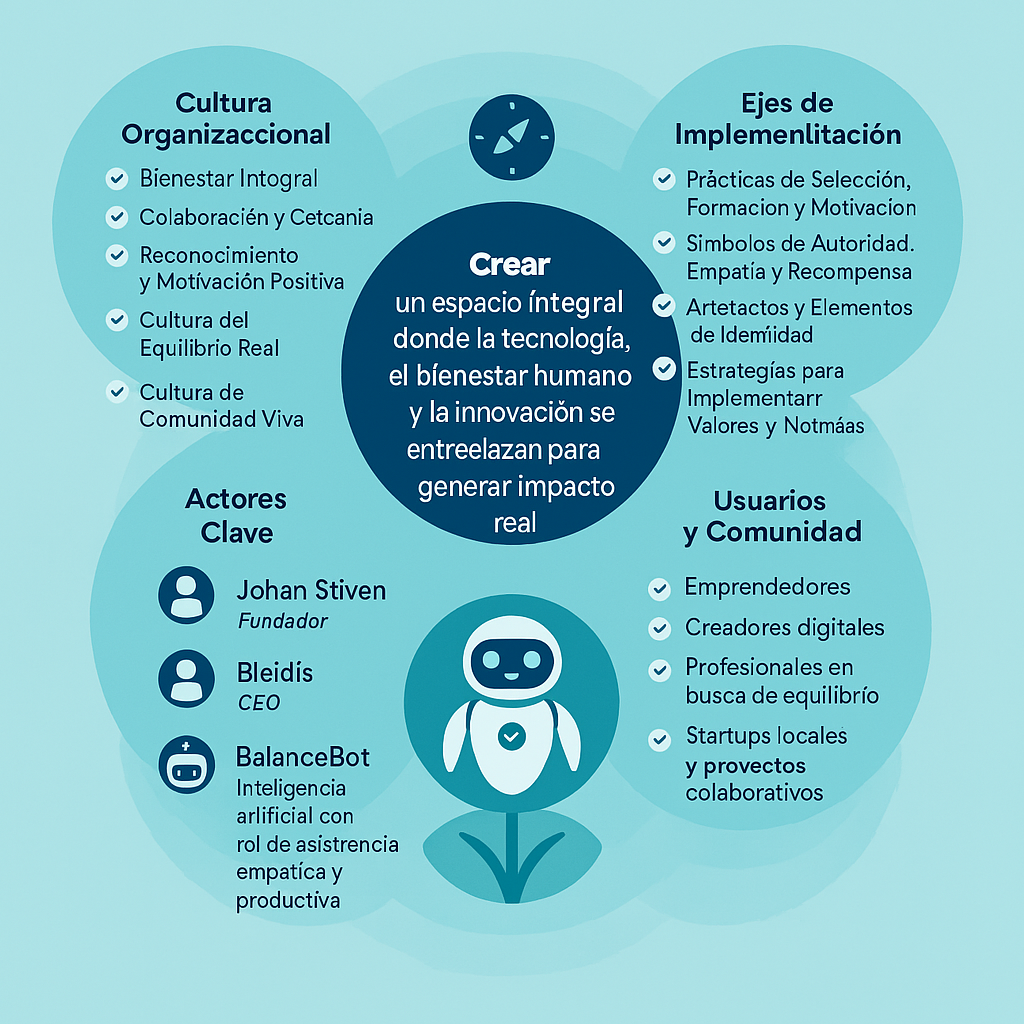 Cultura
Organizaccional
Bienestar Intogral
Colaboracién y Cetcania
Reconocimiento
y Motívación Positiva
Cultura del
Equilibrio Real
Cultura de
Comunidad Viva
Crear
un espacio íntegral
donde la tecnología,
el bíenestar humano
y la innovación se
entreelazan para
generar impacto
real
Ejes de
Implemenlitación
Prácticas de Selección,
Formacion y Motivacion
Simbolos de Autoridad.
Empatía y Recompensa
Artetactos y Elementos
de Idemíidad
Estrategías para
Implementarr
Valores y Notmáas
Actores
Clave
Johan Stiven
Fundador
Bleidís
CEO
BalanceBot
Inteligencia
arlificial con
rol de asistrencia
empatíca y
productiva
Usuarios
y Comunidad
Emprendedores
Creadores digitales
Profesionales en
busca de equilibrío
Startups locales
y provectos
colaborativos